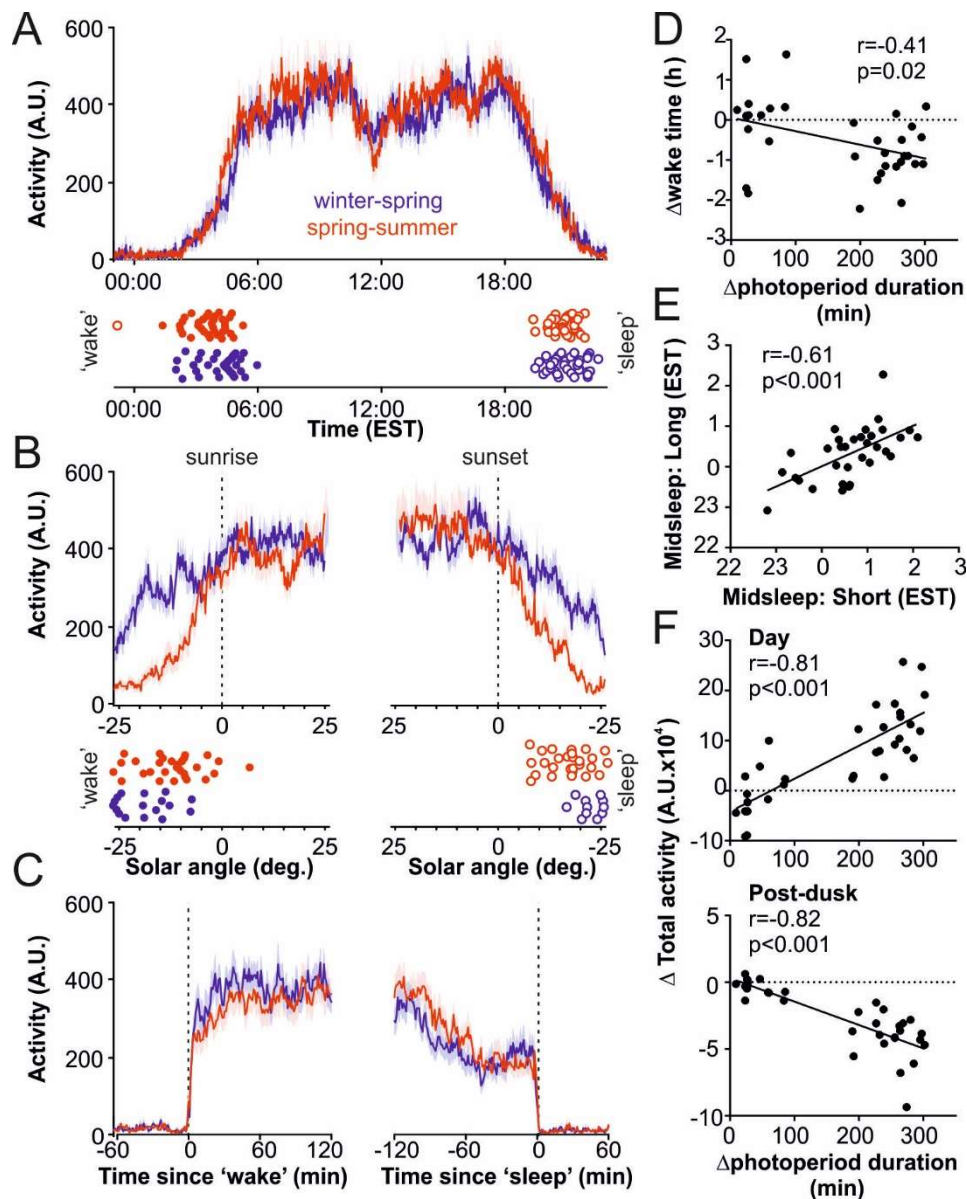 A
600
400
200
0
Activity (A.U.)
winter-spring
spring-summer
00:00 06:00 12:00 18:00
'wake'
'sleep'
00:00 06:00 12:00 18:00
Time (EST)
B
sunrise
sunset
600
400
200
0
Activity (A.U.)
-25 0 25
25 0 -25
'wake'
'sleep'
-25 0 25
25 0 -25
Solar angle (deg.)
Solar angle (deg.)
C
600
400
200
0
Activity (A.U.)
-60 0 60 120
-120 -60 0 60
Time since 'wake' (min)
Time since 'sleep' (min)
D
2
1
0
-1
-2
-3
Δwake time (h)
r=-0.41
p=0.02
0 100 200 300
Δphotoperiod duration
(min)
E
3
1
0
23
22
Midsleep: Long (EST)
r=-0.61
p<0.001
22 23 0 1 2 3
Midsleep: Short (EST)
F
Day
r=-0.81
p<0.001
30
20
10
0
-10
Δ Total activity (A.U.x10⁴)
0 100 200 300
Post-dusk
r=-0.82
p<0.001
5
0
-5
-10
0 100 200 300
Δphotoperiod duration
(min)